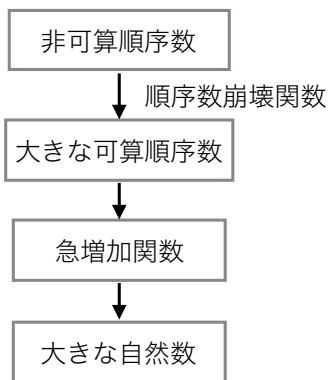 非可算順序数
順序数崩壊関数
大きな可算順序数
急増加関数
大きな自然数